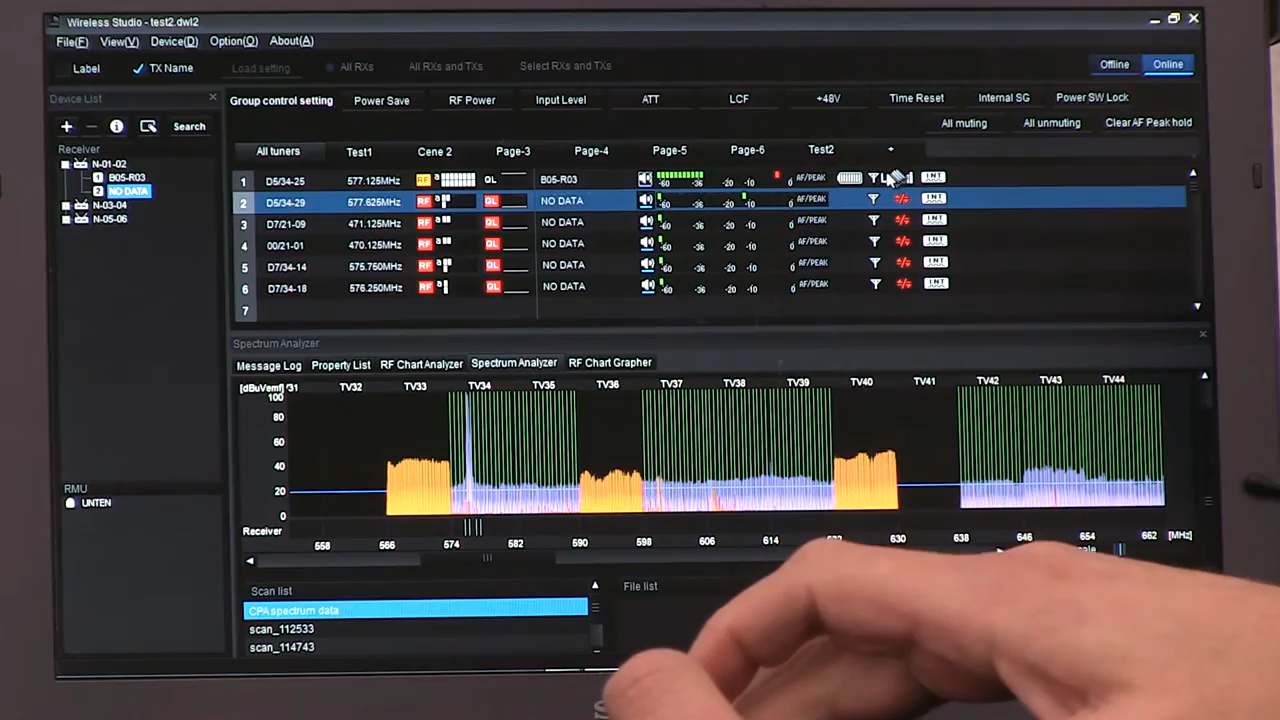 Wireless Studio - test2.dwl2
File(F) View(V) Device(D) Option(O) About(A)
Label TX Name Load setting All RXs All RXs and TXs Select RXs and TXs Offline Online
Device List
Group control setting Power Save RF Power Input Level ATT LCF +48V Time Reset Internal SG Power SW Lock
Search
All muting All unmuting Clear AF Peak hold
Receiver
All tuners Test1 Cene 2 Page-3 Page-4 Page-5 Page-6 Test2 +
N-01-02
1 B05-R03
2 NO DATA
N-03-04
N-05-06
1 D5/34-25 577.125MHz RF a QL B05-R03 -60 -36 -20 -10 0 AF/PEAK INT
2 D5/34-29 577.625MHz RF a QL NO DATA -60 -36 -20 -10 0 AF/PEAK INT
3 D7/21-09 471.125MHz RF a QL NO DATA -60 -36 -20 -10 0 AF/PEAK INT
4 00/21-01 470.125MHz RF a QL NO DATA -60 -36 -20 -10 0 AF/PEAK INT
5 D7/34-14 575.750MHz RF a QL NO DATA -60 -36 -20 -10 0 AF/PEAK INT
6 D7/34-18 576.250MHz RF a QL NO DATA -60 -36 -20 -10 0 AF/PEAK INT
7
Spectrum Analyzer
Message Log Property List RF Chart Analyzer Spectrum Analyzer RF Chart Grapher
[dBuVemf] TV32 TV33 TV34 TV35 TV36 TV37 TV38 TV39 TV40 TV41 TV42 TV43 TV44
100
80
60
40
20
0
Receiver
558 566 574 582 590 598 606 614 630 638 646 654 662 [MHz]
RMU
UNTEN
Scan list File list
CPA spectrum data
scan_112533
scan_114743